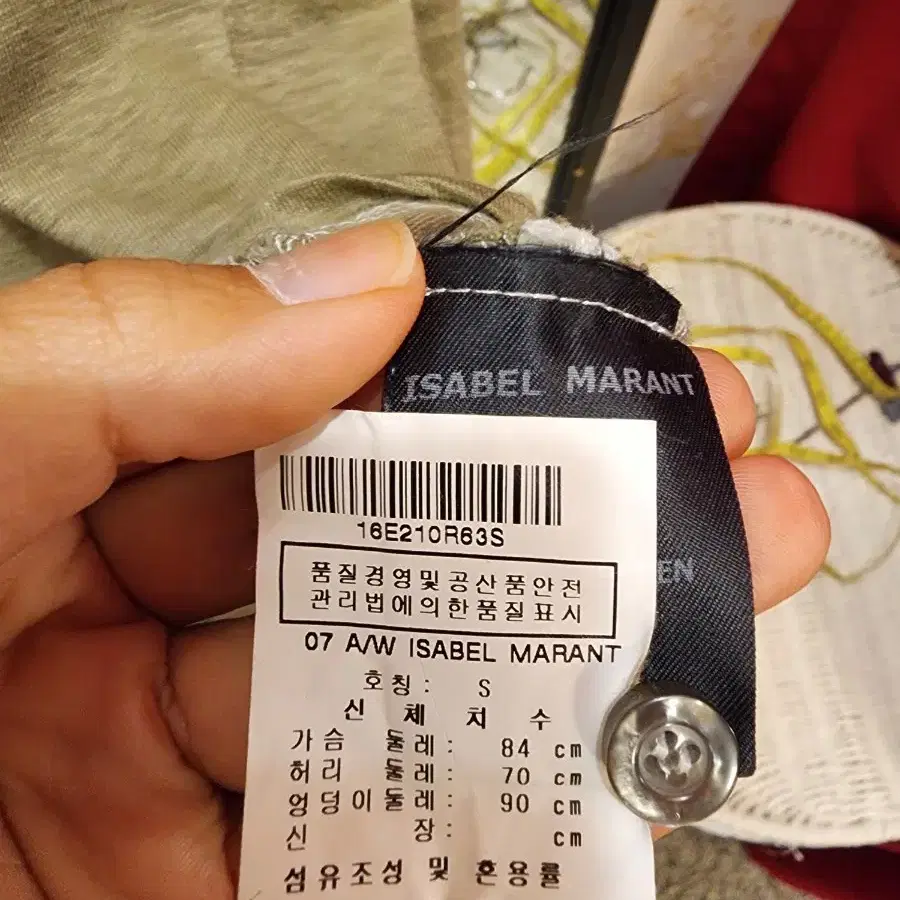 ISABEL MARANT
EN
16E210R63S
품질경영및공산품안전
관리법에의한품질표시
07 A/W ISABEL MARANT
호칭: S
신 체 치 수
가슴 둘레: 84 cm
허리 둘레: 70 cm
엉덩이둘레: 90 cm
신 장: cm
섬유조성 및 혼용률